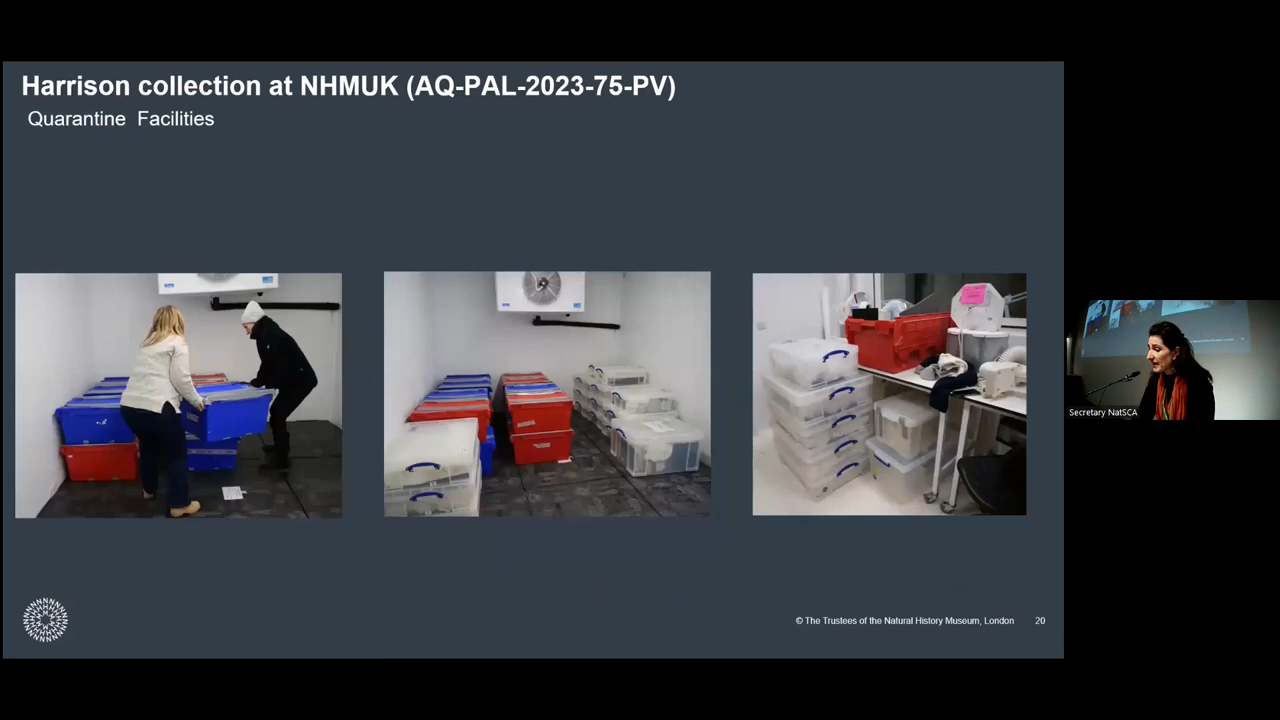 Harrison collection at NHMUK (AQ-PAL-2023-75-PV)
Quarantine Facilities
© The Trustees of the Natural History Museum, London 20
Secretary NatSCA